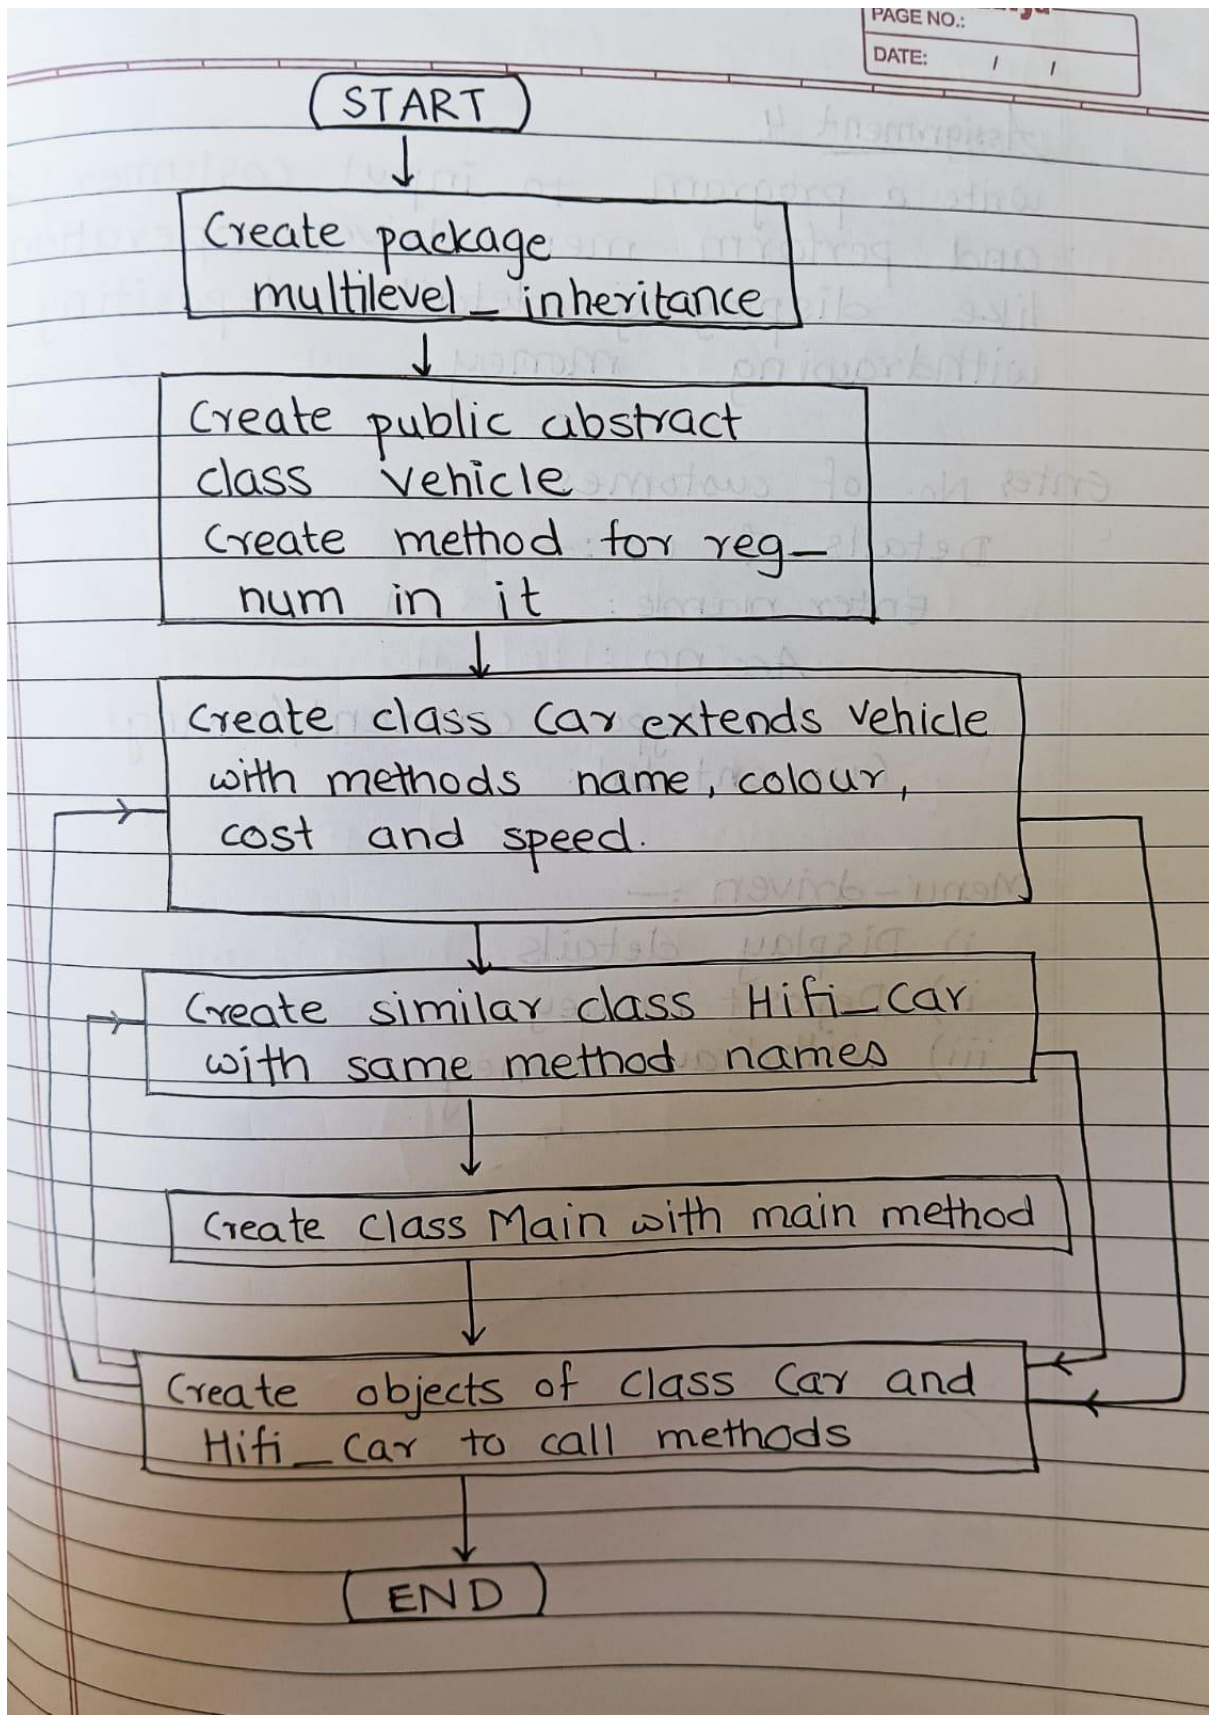 PAGE NO.:
DATE: / /
START
Create package
multilevel_inheritance
Create public abstract
class vehicle
Create method for reg_
num in it
Create class Car extends vehicle
with methods name, colour,
cost and speed.
Create similar class Hifi_Car
with same method names
Create class Main with main method
Create objects of class Car and
Hifi_Car to call methods
END